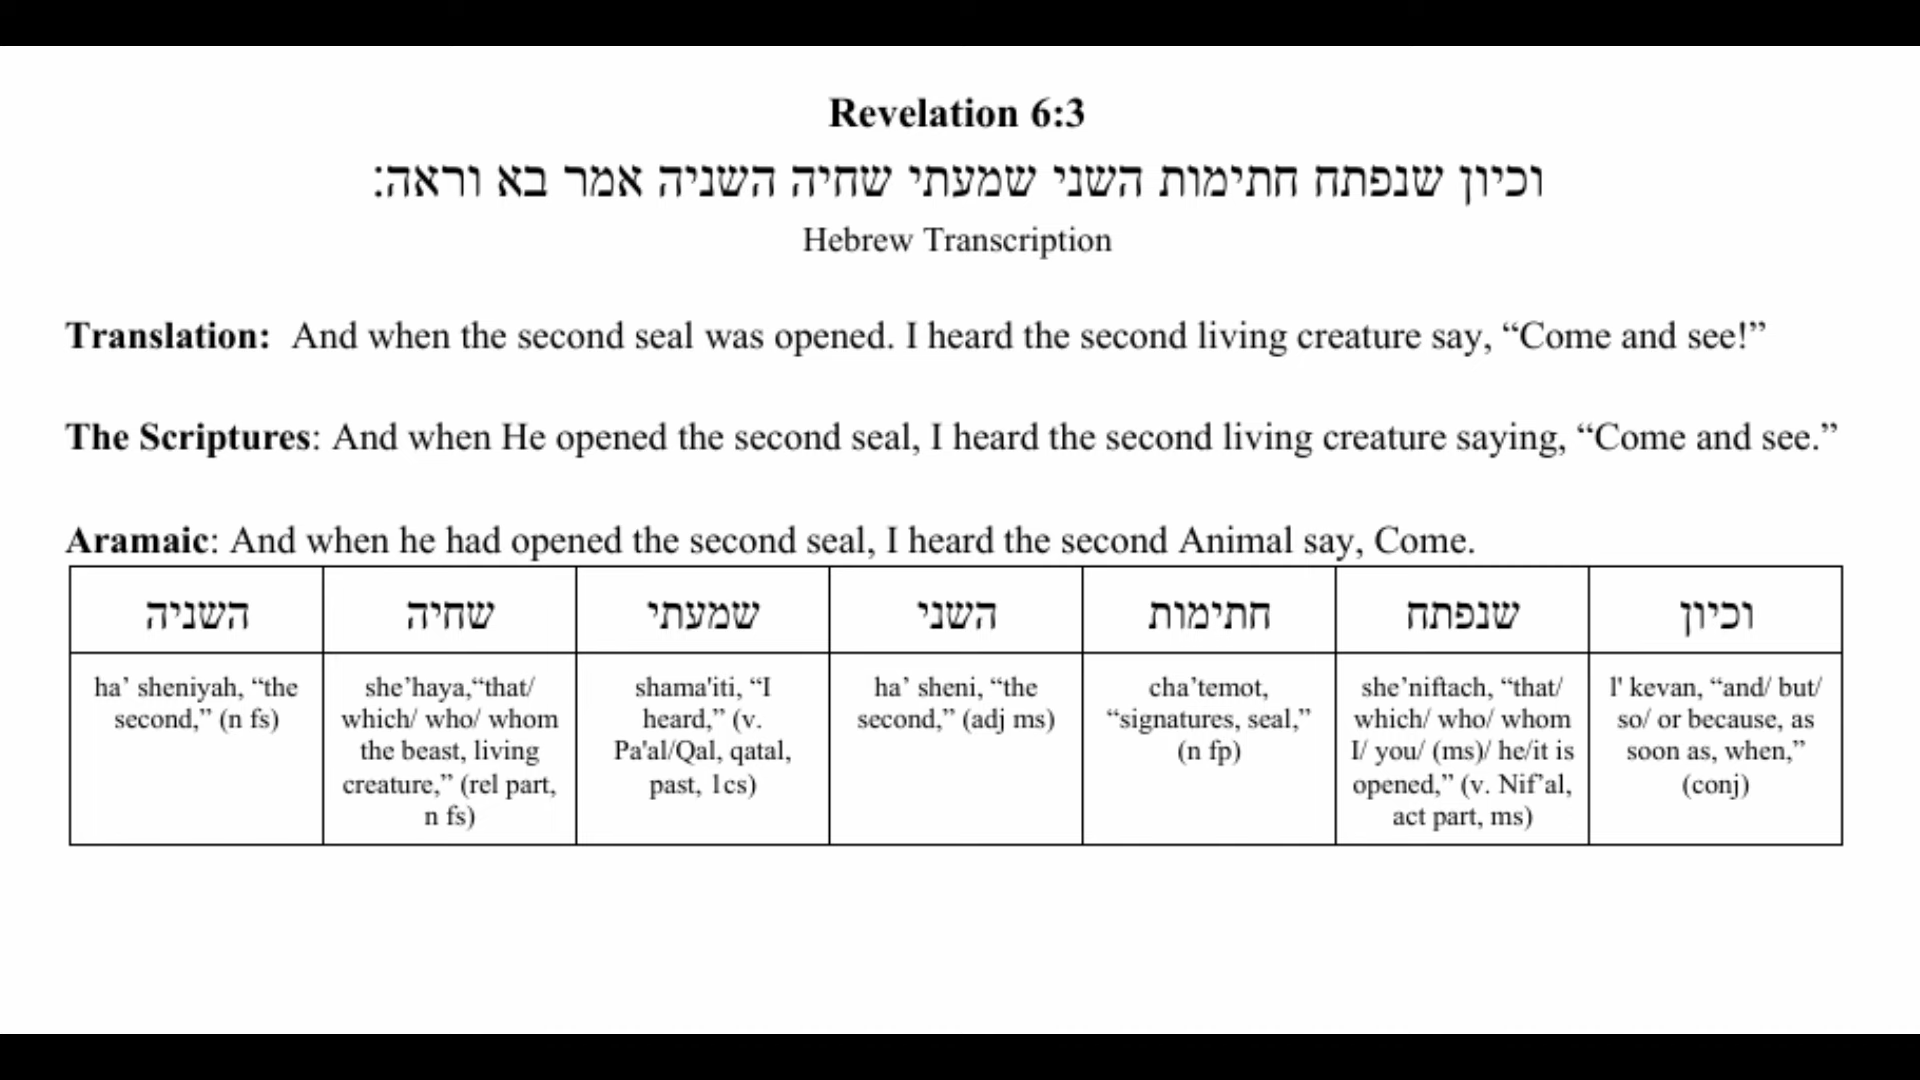 Revelation 6:3
וכיון שנפתח חתימות השני שמעתי שחיה השניה אמר בא וראה:
Hebrew Transcription
Translation: And when the second seal was opened. I heard the second living creature say, “Come and see!”
The Scriptures: And when He opened the second seal, I heard the second living creature saying, “Come and see.”
Aramaic: And when he had opened the second seal, I heard the second Animal say, Come.
השניה שחיה שמעתי השני חתימות שנפתח וכיון
ha’ sheniyah, “the
second,” (n fs)
she’haya,“that/
which/ who/ whom
the beast, living
creature,” (rel part,
n fs)
shama'iti, “I
heard,” (v.
Pa'al/Qal, qatal,
past, 1cs)
ha’ sheni, “the
second,” (adj ms)
cha’temot,
“signatures, seal,”
(n fp)
she’niftach, “that/
which/ who/ whom
I/ you/ (ms)/ he/it is
opened,” (v. Nif’al,
act part, ms)
l' kevan, “and/ but/
so/ or because, as
soon as, when,”
(conj)